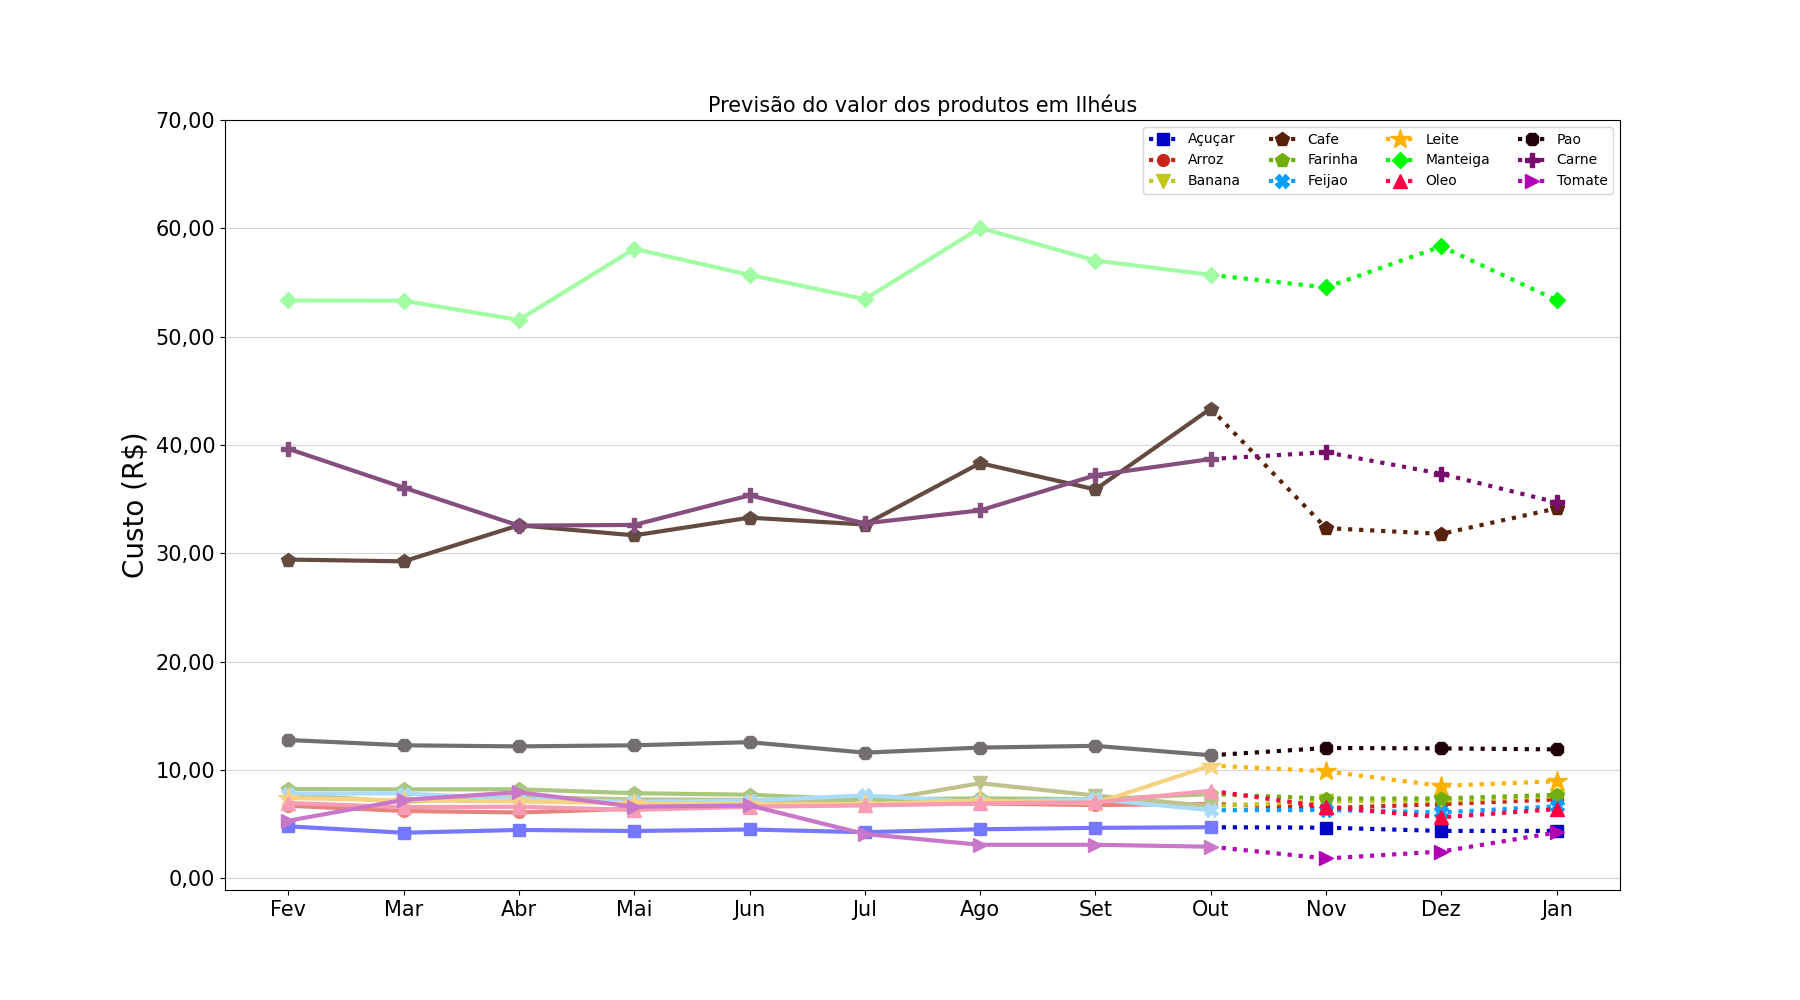 Previsão do valor dos produtos em Ilhéus
70,00
60,00
50,00
40,00
30,00
20,00
10,00
0,00
Custo (R$)
Açuçar Cafe Leite Pao
Arroz Farinha Manteiga Carne
Banana Feijao Oleo Tomate
Fev Mar Abr Mai Jun Jul Ago Set Out Nov Dez Jan